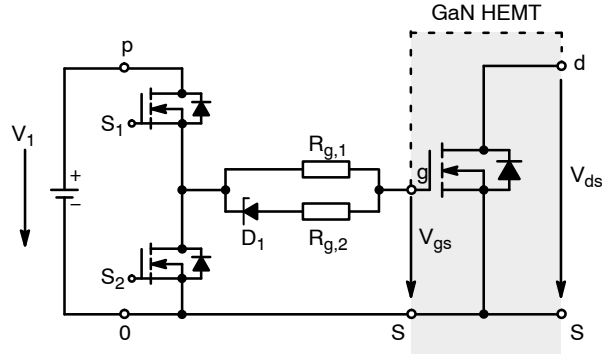 GaN HEMT
p
d
S1
V1
+
−
Rg,1
g
Vds
D1
Rg,2
Vgs
S2
0
S
S